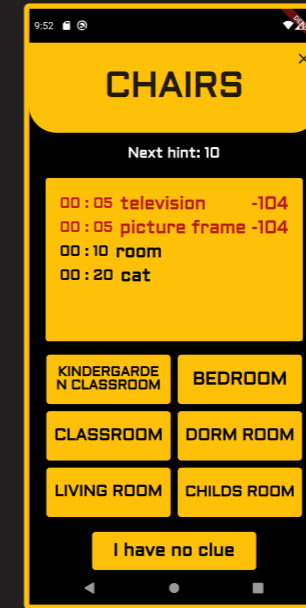 9:52
CHAIRS
Next hint: 10
00 : 05 television -104
00 : 05 picture frame -104
00 : 10 room
00 : 20 cat
KINDERGARDE
N CLASSROOM
BEDROOM
CLASSROOM
DORM ROOM
LIVING ROOM
CHILDS ROOM
I have no clue